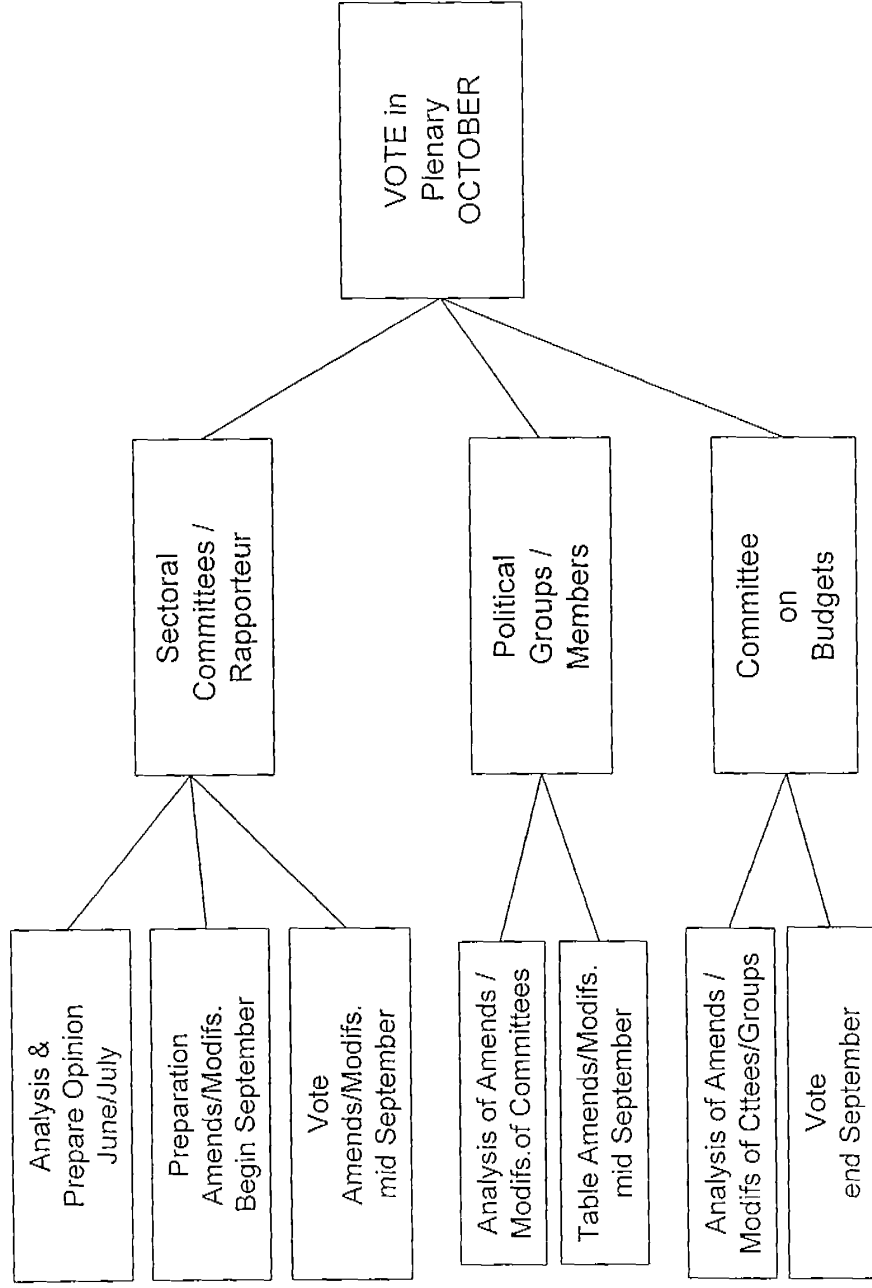 VOTE in
Plenary
OCTOBER
Sectoral
Committees /
Rapporteur
Political
Groups /
Members
Committee
on
Budgets
Analysis &
Prepare Opinion
June/July
Preparation
Amends/Modifs.
Begin September
Vote
Amends/Modifs.
mid September
Analysis of Amends /
Modifs.of Committees
Table Amends/Modifs.
mid September
Analysis of Amends /
Modifs of Cttees/Groups
Vote
end September